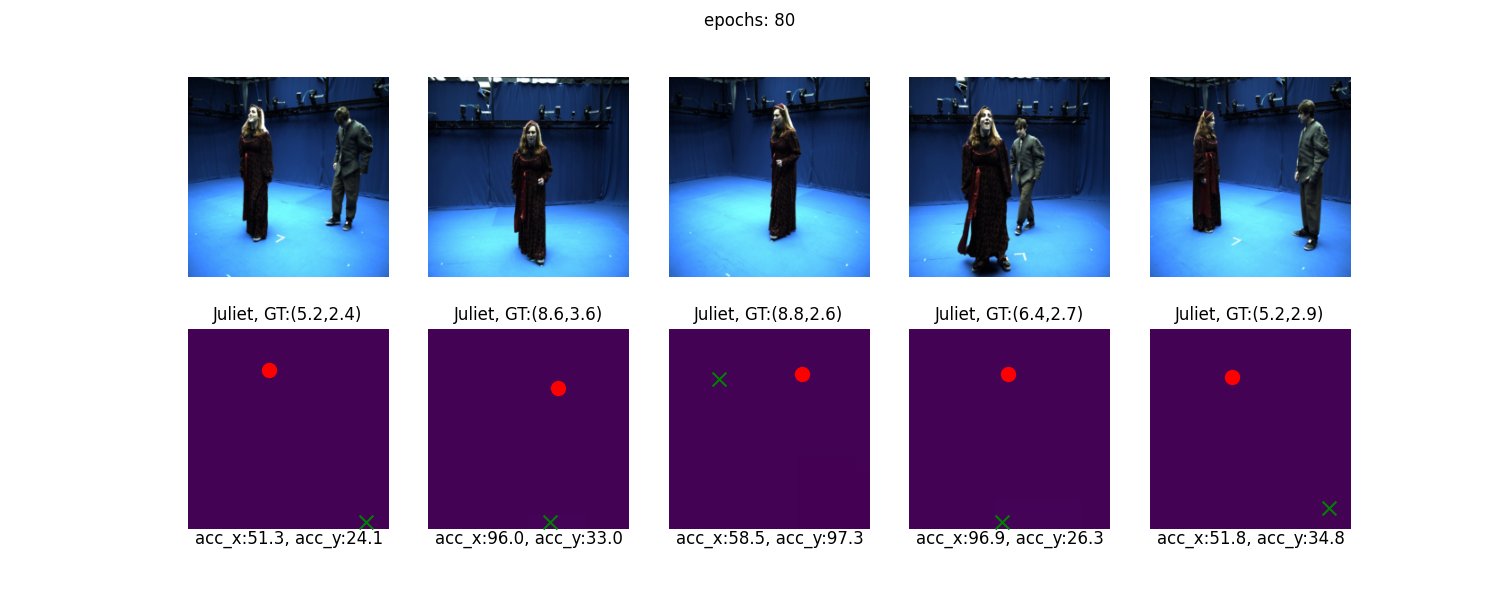 epochs: 80
Juliet, GT:(5.2,2.4)
Juliet, GT:(8.6,3.6)
Juliet, GT:(8.8,2.6)
Juliet, GT:(6.4,2.7)
Juliet, GT:(5.2,2.9)
acc_x:51.3, acc_y:24.1
acc_x:96.0, acc_y:33.0
acc_x:58.5, acc_y:97.3
acc_x:96.9, acc_y:26.3
acc_x:51.8, acc_y:34.8